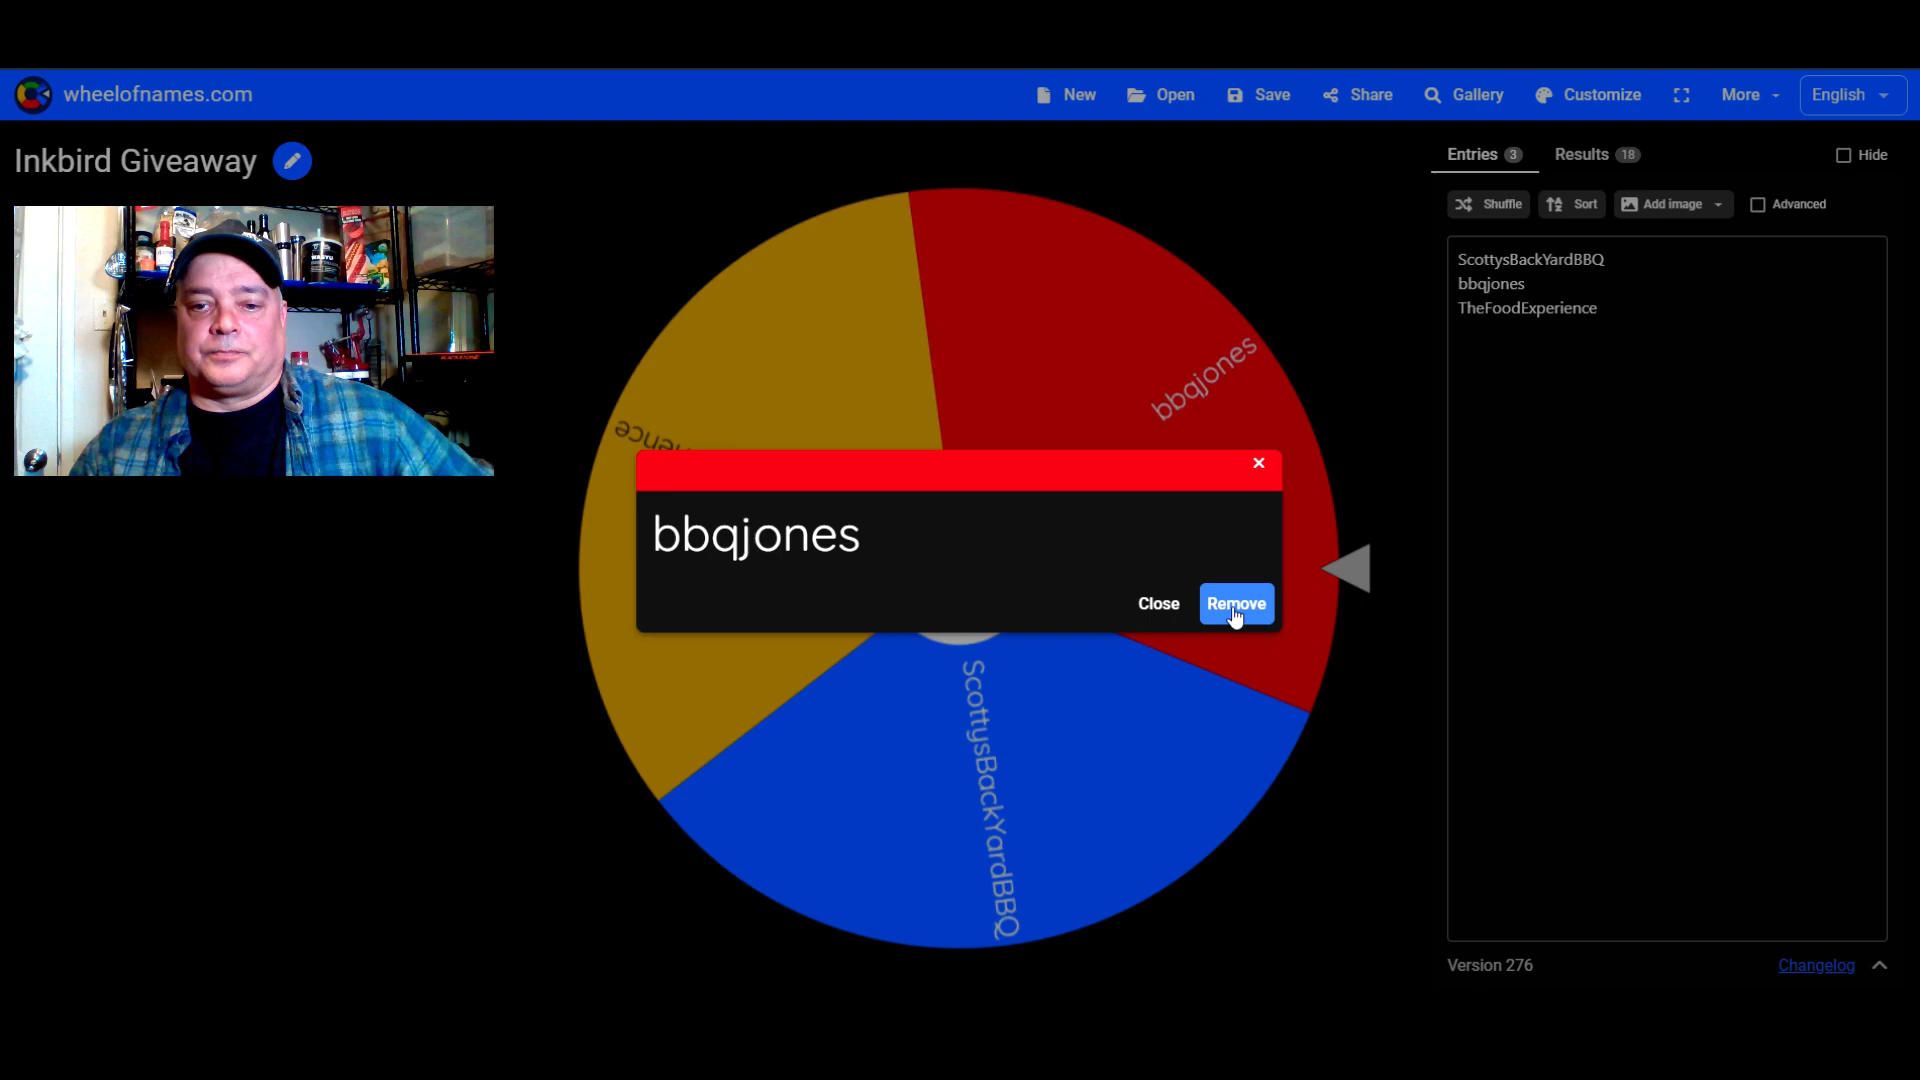 wheelofnames.com
New
Open
Save
Share
Gallery
Customize
More
English
Inkbird Giveaway
Entries 3
Results 18
Hide
Shuffle
Sort
Add image
Advanced
ScottysBackYardBBQ
bbqjones
TheFoodExperience
bbqjones
bbqjones
Close
Remove
ScottysBackYardBBQ
Version 276
Changelog